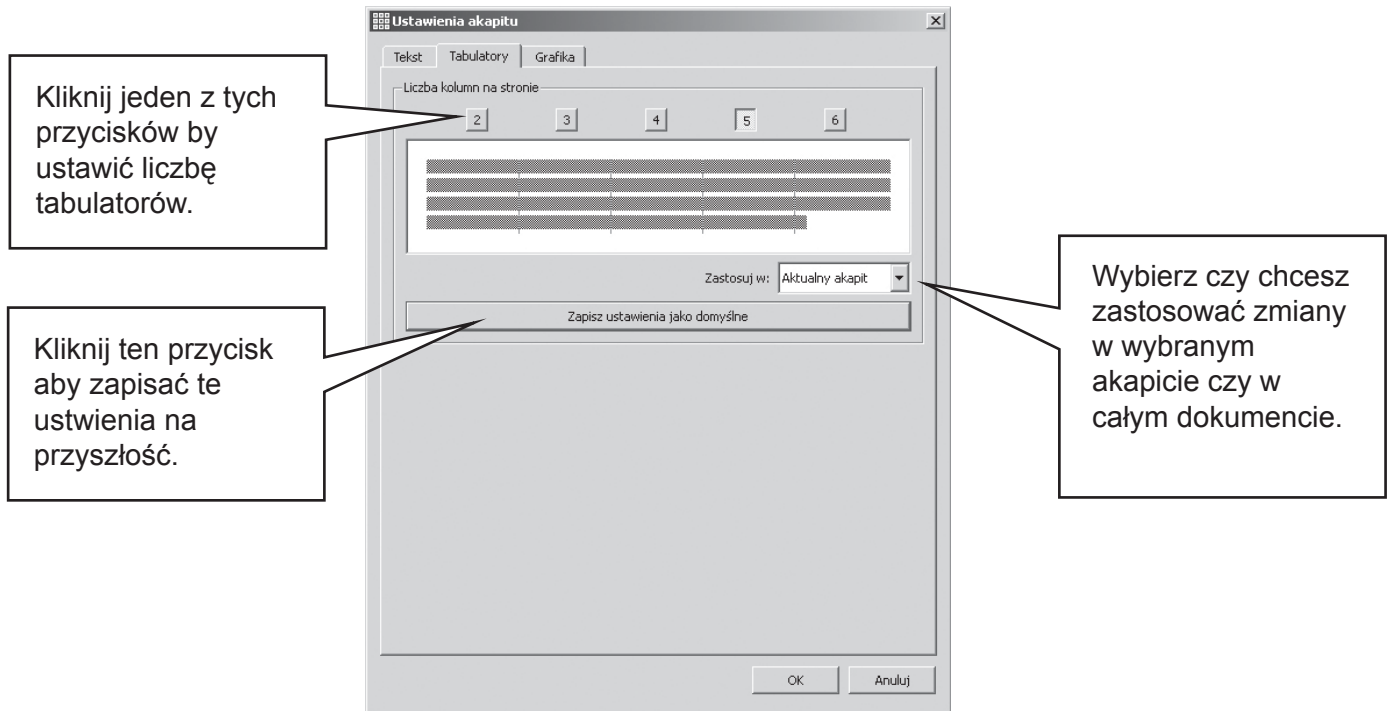 Ustawienia akapitu
Tekst Tabulatory Grafika
Liczba kolumn na stronie
2 3 4 5 6
Kliknij jeden z tych
przycisków by
ustawić liczbę
tabulatorów.
Zastosuj w: Aktualny akapit
Zapisz ustawienia jako domyślne
Wybierz czy chcesz
zastosować zmiany
w wybranym
akapicie czy w
całym dokumencie.
Kliknij ten przycisk
aby zapisać te
ustwienia na
przyszłość.
OK Anuluj